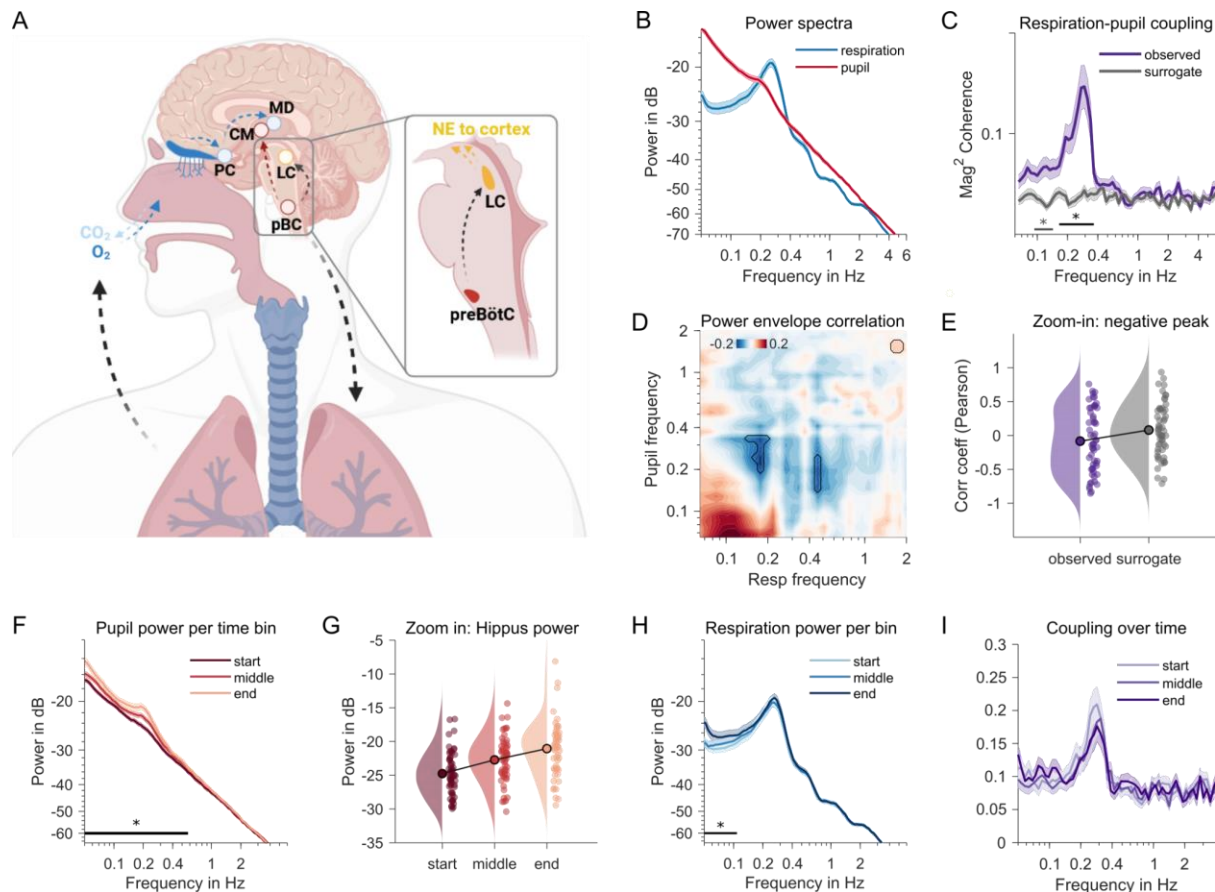 A
MD
CM
PC
LC
pBC
CO₂
O₂
NE to cortex
LC
preBötC
B
Power spectra
respiration
pupil
Power in dB
-20
-30
-40
-50
-60
-70
0.1 0.2 0.4 1 2 4 6
Frequency in Hz
C
Respiration-pupil coupling
observed
surrogate
Mag² Coherence
0.1
* *
0.1 0.2 0.4 1 2 4
Frequency in Hz
D
Power envelope correlation
-0.2 0.2
Pupil frequency
2
1
0.4
0.2
0.1
0.1 0.2 0.4 1 2
Resp frequency
E
Zoom-in: negative peak
Corr coeff (Pearson)
1
0.5
0
-0.5
-1
observed surrogate
F
Pupil power per time bin
start
middle
end
Power in dB
-20
-30
-40
-50
-60
*
0.1 0.2 0.4 1 2
Frequency in Hz
G
Zoom in: Hippus power
Power in dB
-5
-10
-15
-20
-25
-30
-35
start middle end
H
Respiration power per bin
start
middle
end
Power in dB
-20
-30
-40
-50
-60
*
0.1 0.2 0.4 1 2
Frequency in Hz
I
Coupling over time
start
middle
end
0.3
0.25
0.2
0.15
0.1
0.05
0
0.1 0.2 0.4 1 2 4
Frequency in Hz